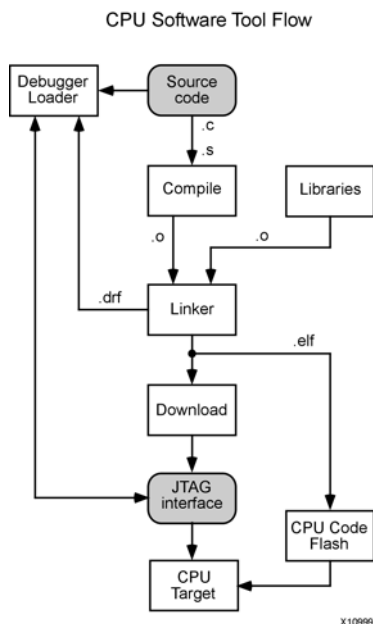 CPU Software Tool Flow
Debugger
Loader
Source
code
.c
.s
Compile
Libraries
.o
.o
.drf
Linker
.elf
Download
JTAG
interface
CPU Code
Flash
CPU
Target
X10999